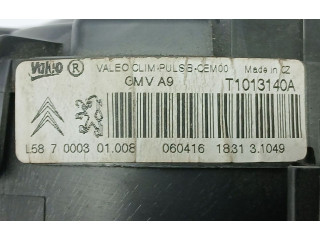 Valeo ® VALEO CLIM-PULSB-CEM00 Made in CZ
GMV A9 T1013140A
L58 7 0003 01.008 060416 1831 3.1049